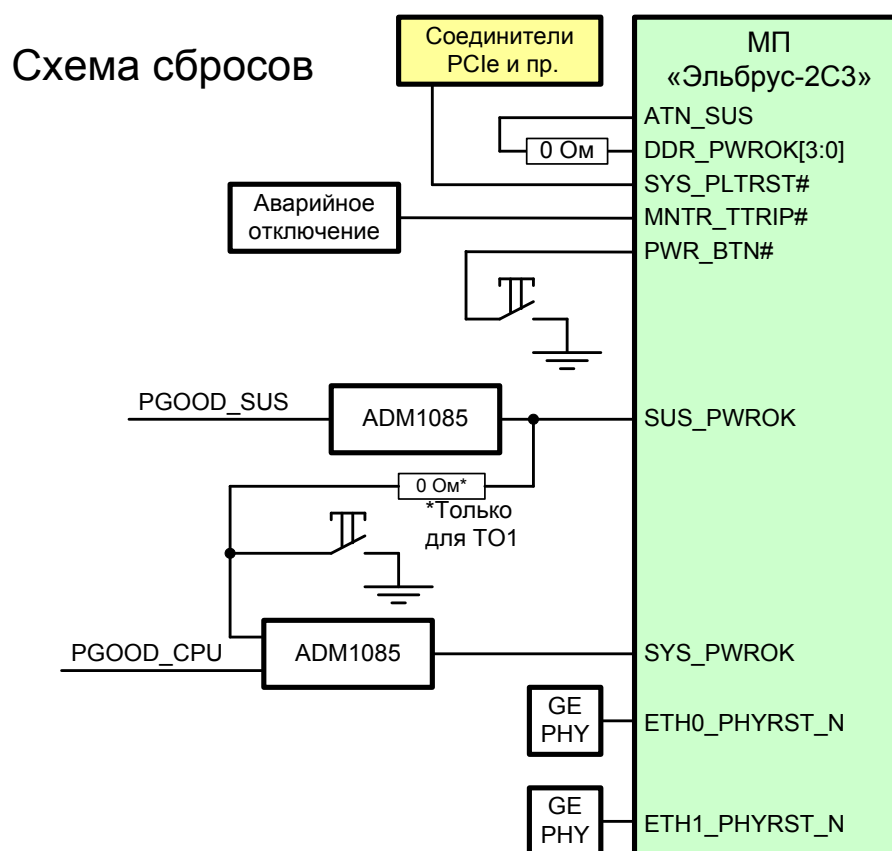 Схема сбросов
Соединители
PCIe и пр.
МП
«Эльбрус-2С3»
ATN_SUS
0 Ом
DDR_PWROK[3:0]
SYS_PLTRST#
Аварийное
отключение
MNTR_TTRIP#
PWR_BTN#
PGOOD_SUS
ADM1085
SUS_PWROK
0 Ом*
*Только
для ТО1
PGOOD_CPU
ADM1085
SYS_PWROK
GE
PHY
ETH0_PHYRST_N
GE
PHY
ETH1_PHYRST_N